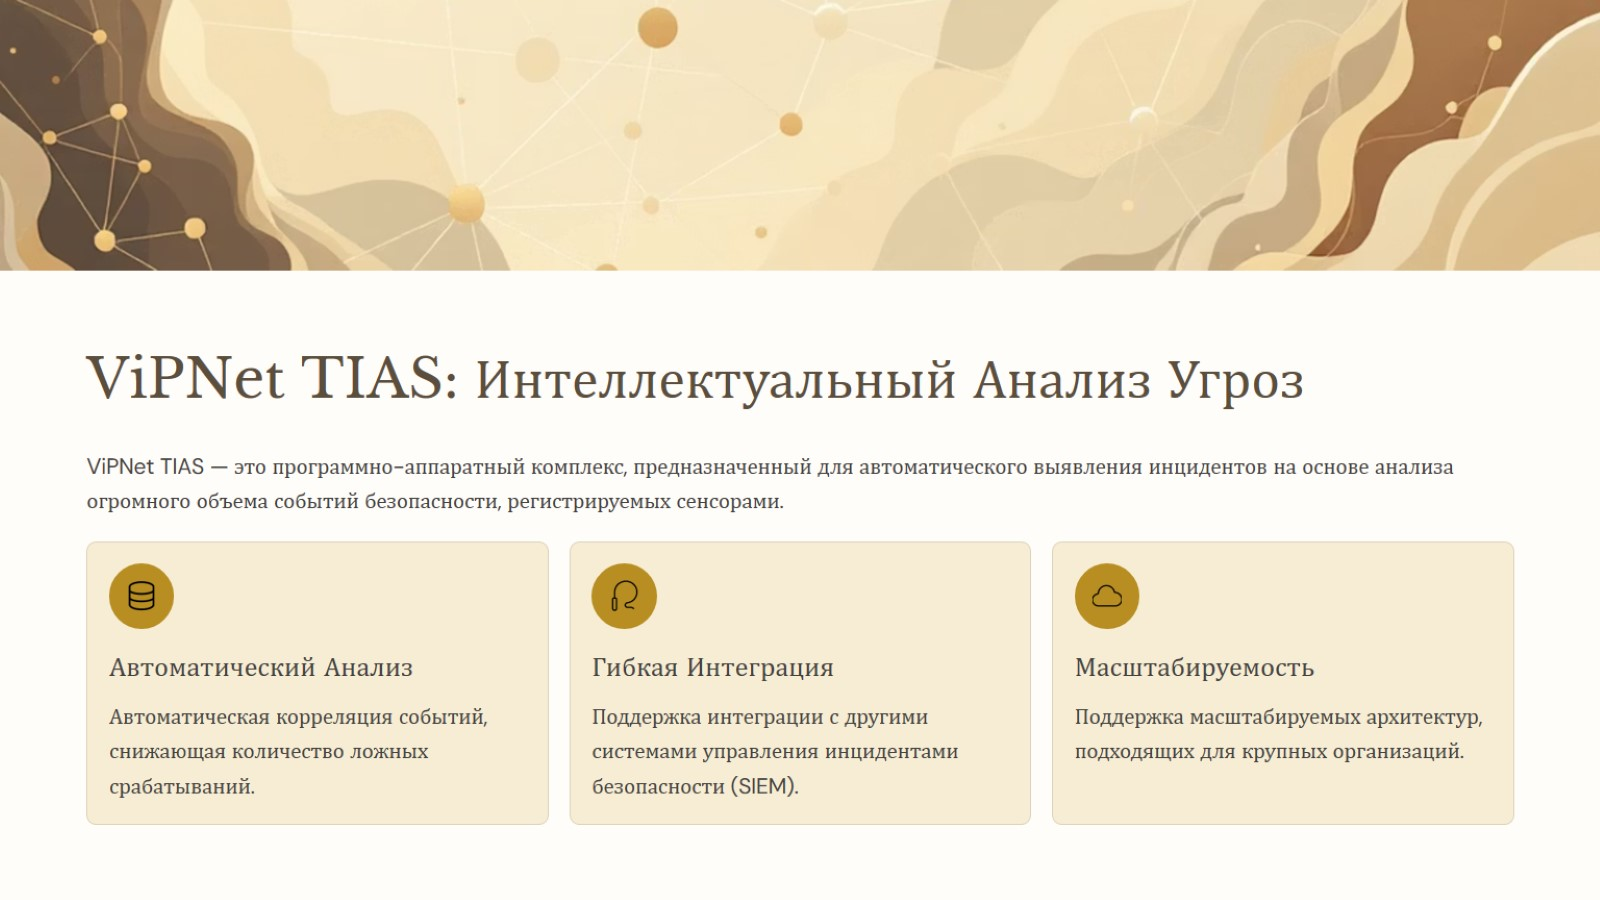 ViPNet TIAS: Интеллектуальный Анализ Угроз
ViPNet TIAS — это программно-аппаратный комплекс, предназначенный для автоматического выявления инцидентов на основе анализа
огромного объема событий безопасности, регистрируемых сенсорами.
Автоматический Анализ
Автоматическая корреляция событий,
снижающая количество ложных
срабатываний.
Гибкая Интеграция
Поддержка интеграции с другими
системами управления инцидентами
безопасности (SIEM).
Масштабируемость
Поддержка масштабируемых архитектур,
подходящих для крупных организаций.